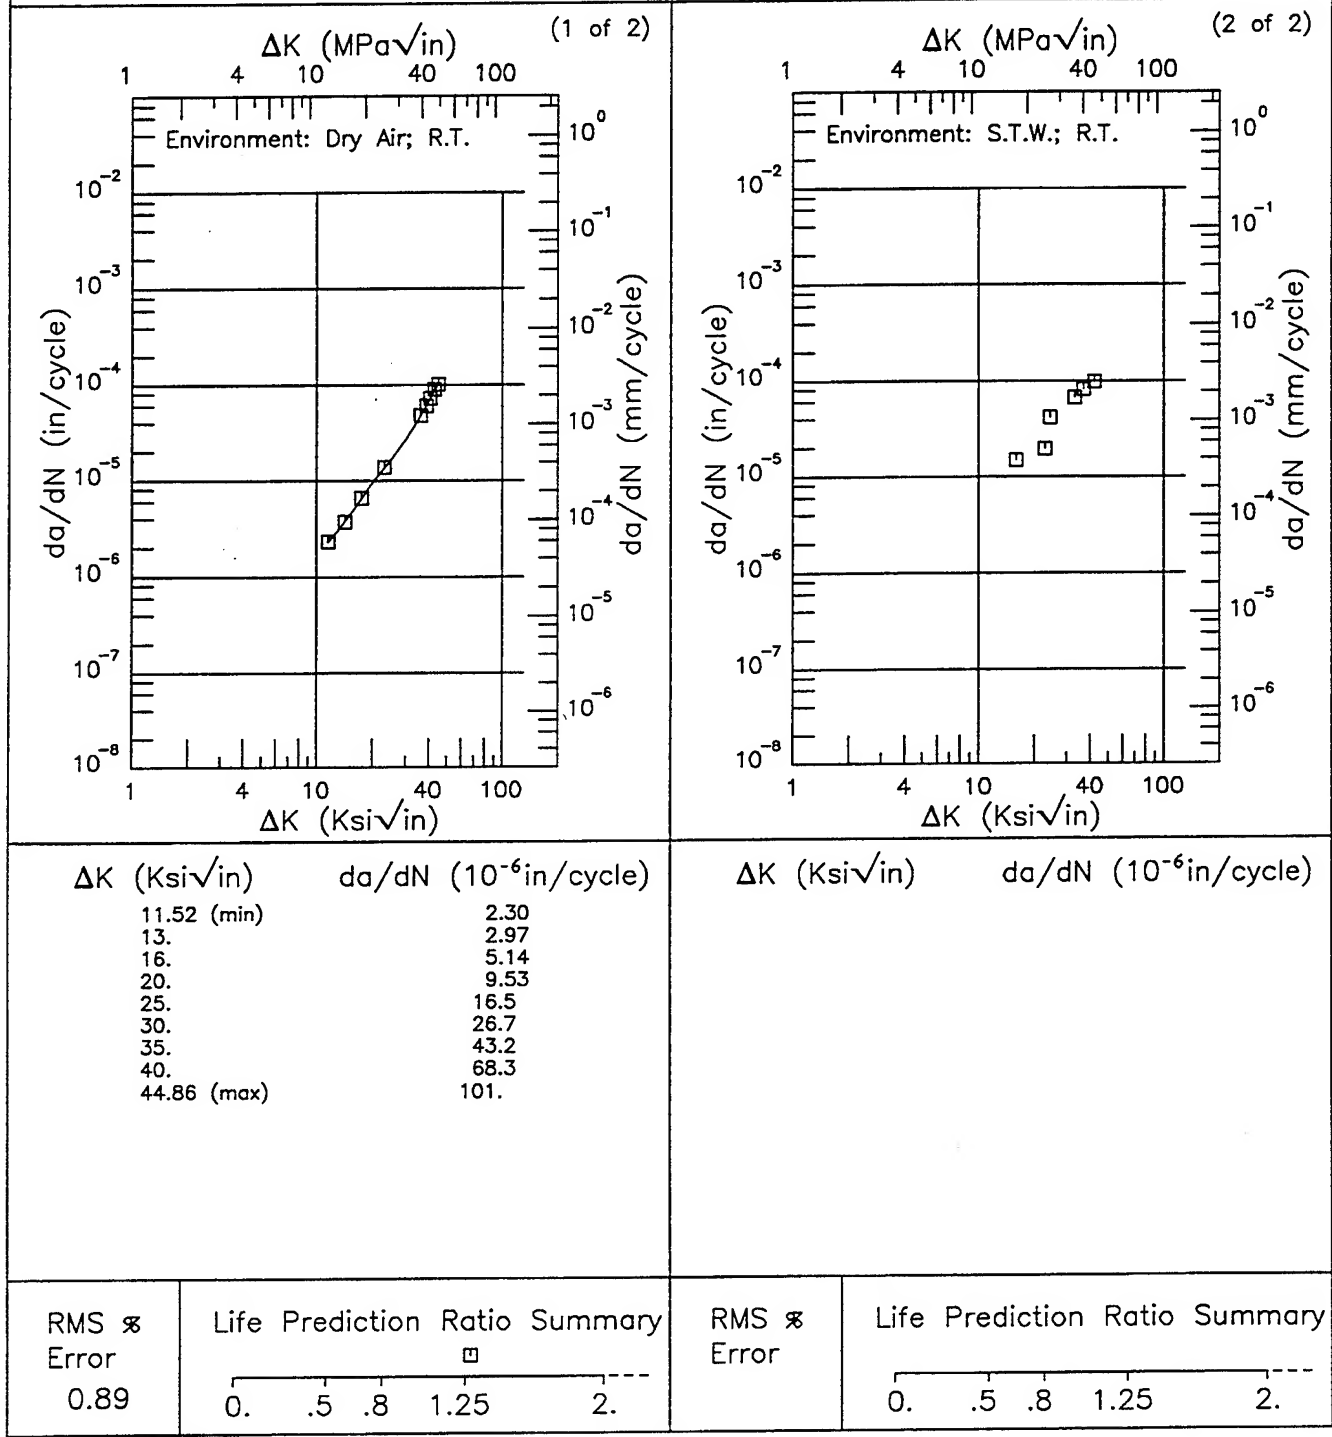 (1 of 2)
ΔK (MPa√in)
1 4 10 40 100
Environment: Dry Air; R.T.
10⁰
10⁻¹
10⁻²
10⁻³
10⁻⁴
10⁻⁵
10⁻⁶
da/dN (mm/cycle)
10⁻²
10⁻³
10⁻⁴
10⁻⁵
10⁻⁶
10⁻⁷
10⁻⁸
da/dN (in/cycle)
1 4 10 40 100
ΔK (Ksi√in)
(2 of 2)
ΔK (MPa√in)
1 4 10 40 100
Environment: S.T.W.; R.T.
10⁰
10⁻¹
10⁻²
10⁻³
10⁻⁴
10⁻⁵
10⁻⁶
da/dN (mm/cycle)
10⁻²
10⁻³
10⁻⁴
10⁻⁵
10⁻⁶
10⁻⁷
10⁻⁸
da/dN (in/cycle)
1 4 10 40 100
ΔK (Ksi√in)
ΔK (Ksi√in) da/dN (10⁻⁶in/cycle)
11.52 (min) 2.30
13. 2.97
16. 5.14
20. 9.53
25. 16.5
30. 26.7
35. 43.2
40. 68.3
44.86 (max) 101.
ΔK (Ksi√in) da/dN (10⁻⁶in/cycle)
RMS %
Error
0.89
Life Prediction Ratio Summary
0. .5 .8 1.25 2.
RMS %
Error
Life Prediction Ratio Summary
0. .5 .8 1.25 2.